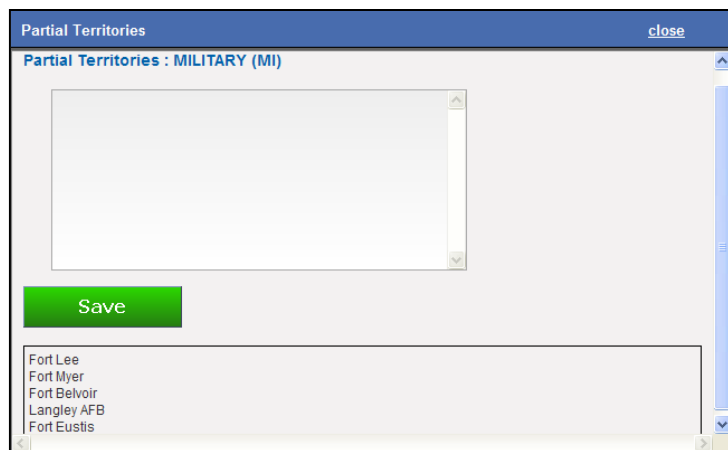 Partial Territories close
Partial Territories : MILITARY (MI)
Save
Fort Lee
Fort Myer
Fort Belvoir
Langley AFB
Fort Eustis